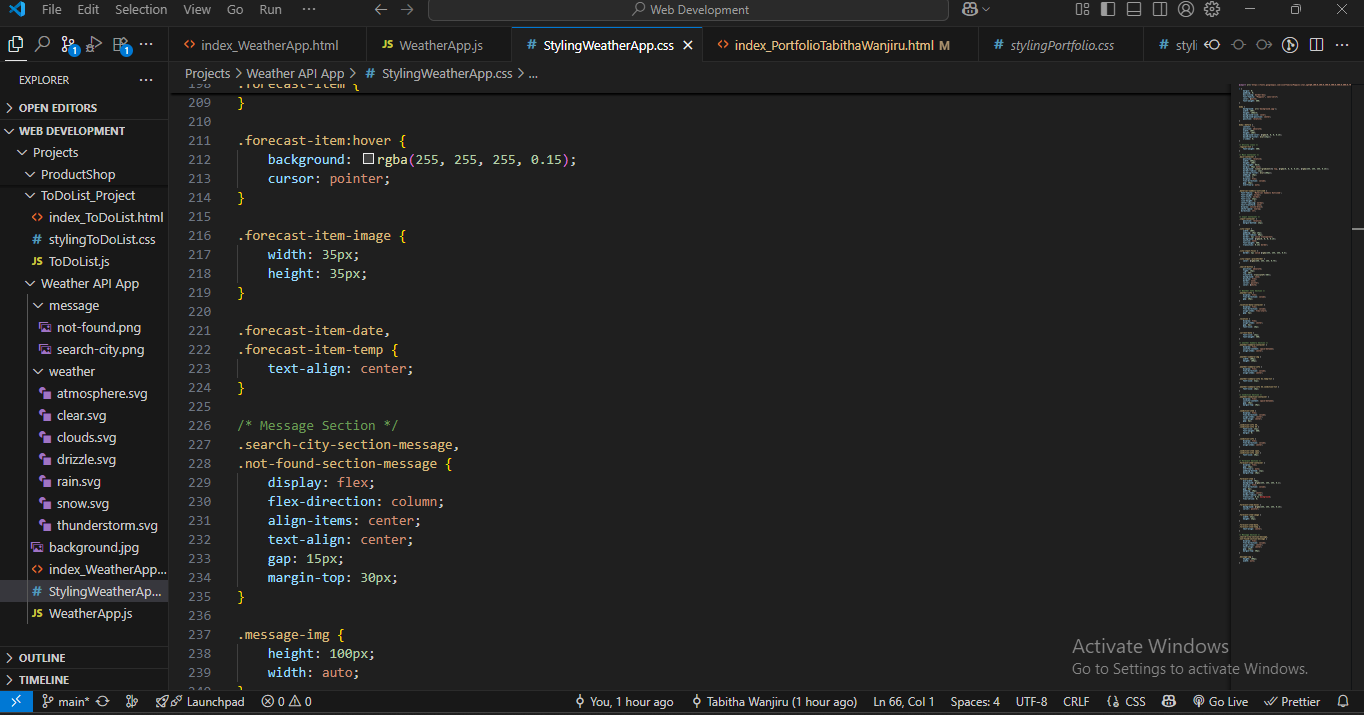 File Edit Selection View Go Run ··· Web Development
index_WeatherApp.html WeatherApp.js StylingWeatherApp.css index_PortfolioTabithaWanjiru.html M stylingPortfolio.css styli
EXPLORER
Projects > Weather API App > # StylingWeatherApp.css > ...
OPEN EDITORS
WEB DEVELOPMENT
Projects
ProductShop
ToDoList_Project
index_ToDoList.html
stylingToDoList.css
ToDoList.js
Weather API App
message
not-found.png
search-city.png
weather
atmosphere.svg
clear.svg
clouds.svg
drizzle.svg
rain.svg
snow.svg
thunderstorm.svg
background.jpg
index_WeatherApp...
StylingWeatherAp...
WeatherApp.js
OUTLINE
TIMELINE
198 .forecast-item {
209 }
210
211 .forecast-item:hover {
212 background: rgba(255, 255, 255, 0.15);
213 cursor: pointer;
214 }
215
216 .forecast-item-image {
217 width: 35px;
218 height: 35px;
219 }
220
221 .forecast-item-date,
222 .forecast-item-temp {
223 text-align: center;
224 }
225
226 /* Message Section */
227 .search-city-section-message,
228 .not-found-section-message {
229 display: flex;
230 flex-direction: column;
231 align-items: center;
232 text-align: center;
233 gap: 15px;
234 margin-top: 30px;
235 }
236
237 .message-img {
238 height: 100px;
239 width: auto;
240 }
Activate Windows
Go to Settings to activate Windows.
main* Launchpad 0 0 You, 1 hour ago Tabitha Wanjiru (1 hour ago) Ln 66, Col 1 Spaces: 4 UTF-8 CRLF {} CSS Go Live Prettier